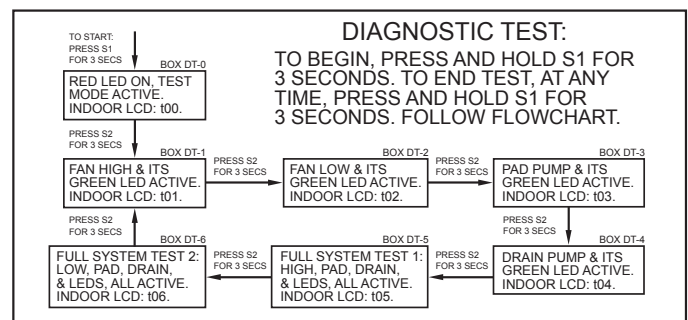 DIAGNOSTIC TEST:
TO BEGIN, PRESS AND HOLD S1 FOR
3 SECONDS. TO END TEST, AT ANY
TIME, PRESS AND HOLD S1 FOR
3 SECONDS. FOLLOW FLOWCHART.
TO START:
PRESS S1
FOR 3 SECS
BOX DT-0
RED LED ON, TEST
MODE ACTIVE.
INDOOR LCD: t00.
PRESS S2
FOR 3 SECS
BOX DT-1
FAN HIGH & ITS
GREEN LED ACTIVE.
INDOOR LCD: t01.
PRESS S2
FOR 3 SECS
BOX DT-2
FAN LOW & ITS
GREEN LED ACTIVE.
INDOOR LCD: t02.
PRESS S2
FOR 3 SECS
BOX DT-3
PAD PUMP & ITS
GREEN LED ACTIVE.
INDOOR LCD: t03.
PRESS S2
FOR 3 SECS
BOX DT-4
DRAIN PUMP & ITS
GREEN LED ACTIVE.
INDOOR LCD: t04.
PRESS S2
FOR 3 SECS
BOX DT-5
FULL SYSTEM TEST 1:
HIGH, PAD, DRAIN,
& LEDS, ALL ACTIVE.
INDOOR LCD: t05.
PRESS S2
FOR 3 SECS
BOX DT-6
FULL SYSTEM TEST 2:
LOW, PAD, DRAIN,
& LEDS, ALL ACTIVE.
INDOOR LCD: t06.
PRESS S2
FOR 3 SECS